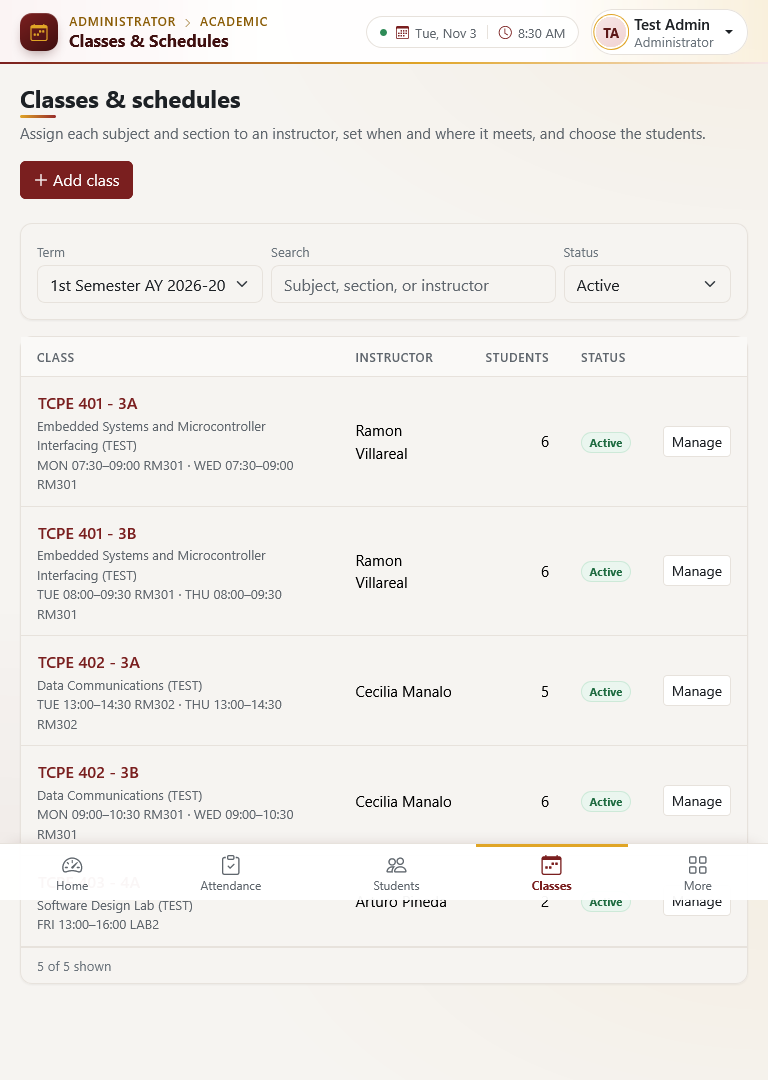 ADMINISTRATOR > ACADEMIC
Classes & Schedules
Tue, Nov 3
8:30 AM
TA
Test Admin
Administrator
Classes & schedules
Assign each subject and section to an instructor, set when and where it meets, and choose the students.
+ Add class
Term
Search
Status
1st Semester AY 2026-20
Subject, section, or instructor
Active
CLASS
INSTRUCTOR
STUDENTS
STATUS
TCPE 401 - 3A
Embedded Systems and Microcontroller
Interfacing (TEST)
MON 07:30–09:00 RM301 · WED 07:30–09:00
RM301
Ramon
Villareal
6
Active
Manage
TCPE 401 - 3B
Embedded Systems and Microcontroller
Interfacing (TEST)
TUE 08:00–09:30 RM301 · THU 08:00–09:30
RM301
Ramon
Villareal
6
Active
Manage
TCPE 402 - 3A
Data Communications (TEST)
TUE 13:00–14:30 RM302 · THU 13:00–14:30
RM302
Cecilia Manalo
5
Active
Manage
TCPE 402 - 3B
Data Communications (TEST)
MON 09:00–10:30 RM301 · WED 09:00–10:30
RM301
Cecilia Manalo
6
Active
Manage
Home
Attendance
Students
Classes
More
Software Design Lab (TEST)
FRI 13:00–16:00 LAB2
Arturo Pineda
2
Active
Manage
5 of 5 shown